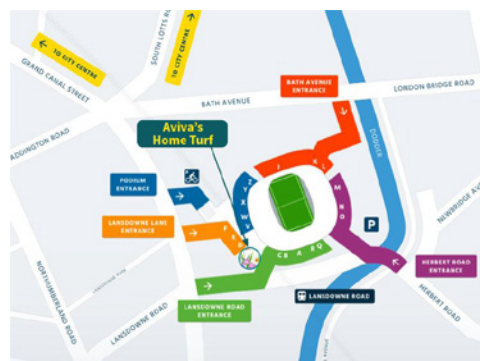 TO CITY CENTRE
SOUTH LOTTS
TO CITY CENTRE
GRAND CANAL STREET
BATH AVENUE
ENTRANCE
LONDON BRIDGE ROAD
BATH AVENUE
Aviva's
Home Turf
ADDINGTON ROAD
DODDER
PODIUM
ENTRANCE
J
K
L
Z
Y
X
W
V
M
N
O
NEWBRIDGE
P
LANSDOWNE LANE
ENTRANCE
F
E
D
C B A R Q
HERBERT ROAD
ENTRANCE
LANSDOWNE ROAD
ENTRANCE
LANSDOWNE ROAD
HERBERT ROAD
NORTHUMBERLAND ROAD
LANSDOWNE ROAD
AVENUE